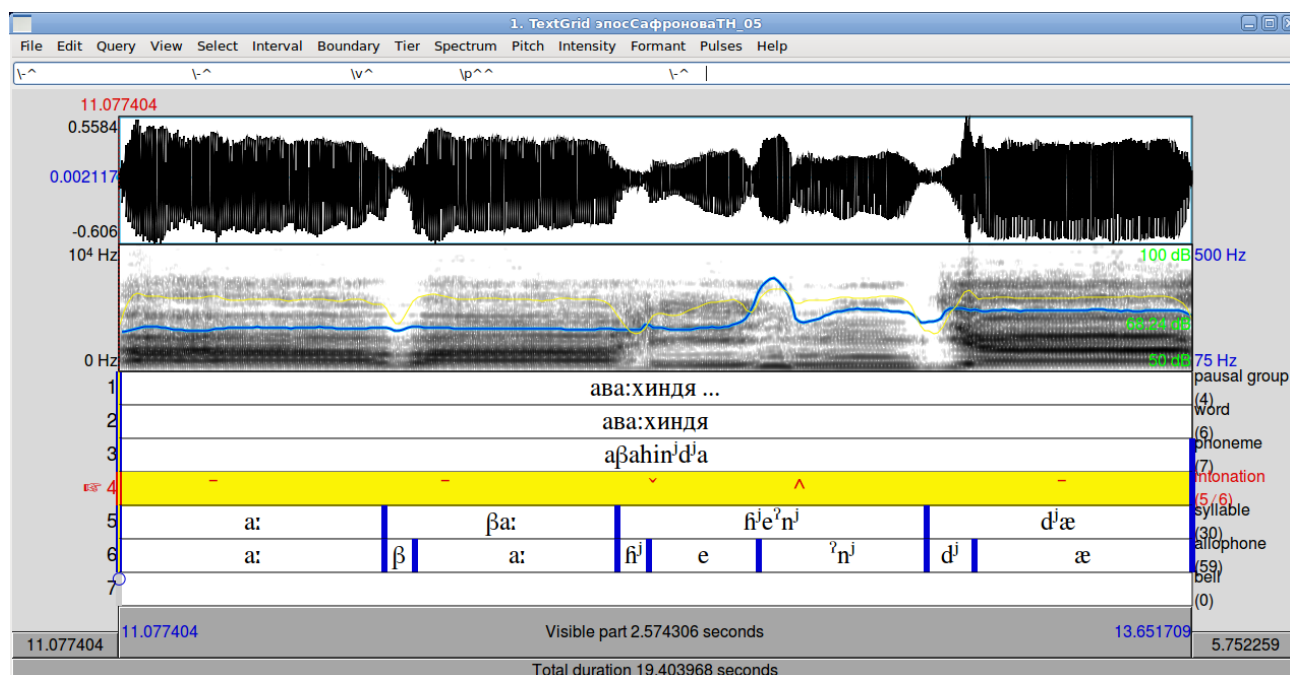 1. TextGrid эпосСафроноваТН_05
File Edit Query View Select Interval Boundary Tier Spectrum Pitch Intensity Formant Pulses Help
\-^ \-^ \v^ \p^^ \-^
11.077404
0.5584
0.002117
-0.606
10⁴ Hz 100 dB 500 Hz
0 Hz 50 dB 75 Hz
1 ава:хиндя ... pausal group (4)
2 ава:хиндя word (6)
3 aβahinʲdʲa phoneme (7)
☞ 4 ˉ ˉ ˇ ^ ˉ intonation (5/6)
5 aː βaː ɦʲeˀnʲ dʲæ syllable (30)
6 aː β aː ɦʲ e ˀnʲ dʲ æ allophone (59)
7 (0)
11.077404 Visible part 2.574306 seconds 13.651709
11.077404 5.752259
Total duration 19.403968 seconds